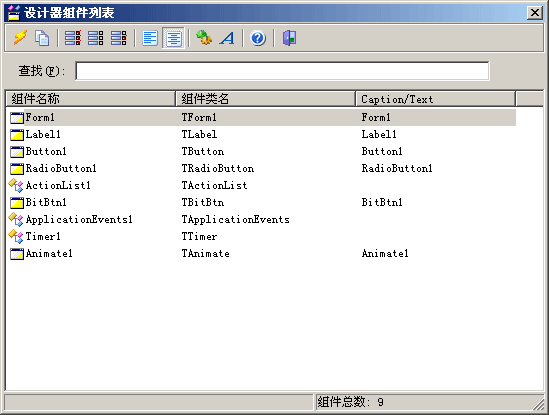 设计器组件列表
查找(F):
组件名称 组件类名 Caption/Text
Form1 TForm1 Form1
Label1 TLabel Label1
Button1 TButton Button1
RadioButton1 TRadioButton RadioButton1
ActionList1 TActionList
BitBtn1 TBitBtn BitBtn1
ApplicationEvents1 TApplicationEvents
Timer1 TTimer
Animate1 TAnimate Animate1
组件总数: 9